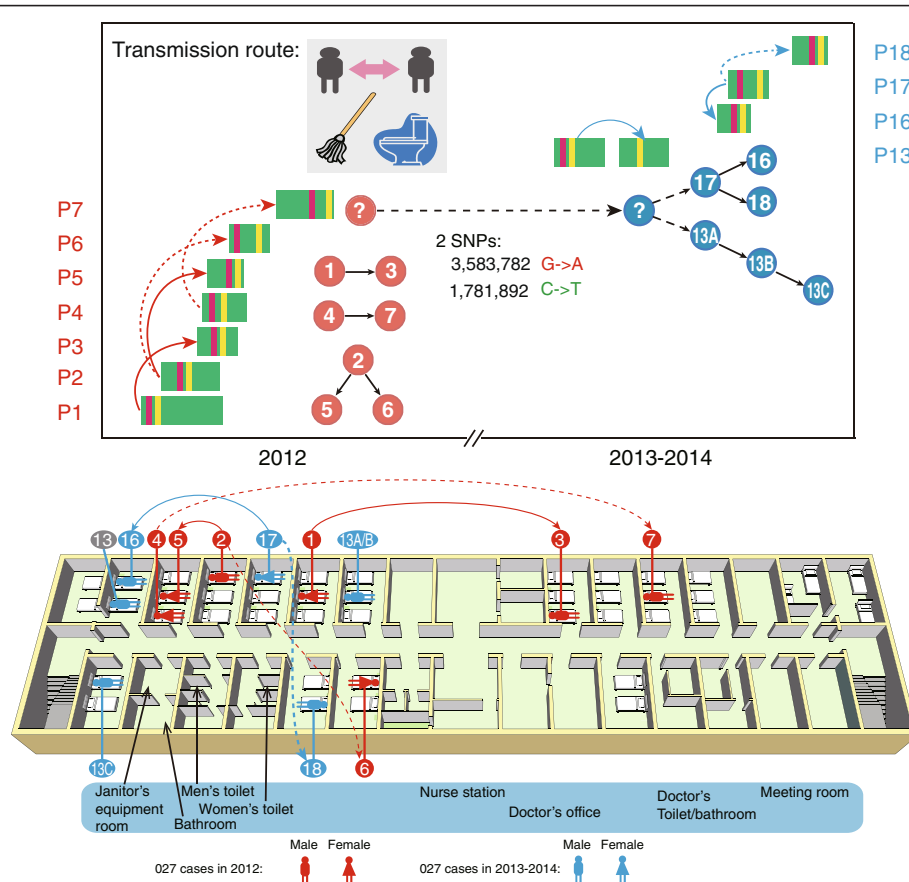 Transmission route:
P18
P17
P16
P13
P7
P6
P5
P4
P3
P2
P1
?
1 3
4 7
2
5 6
2 SNPs:
3,583,782 G->A
1,781,892 C->T
?
17
16
18
13A
13B
13C
2012
2013-2014
13 16 4 5 2 17 1 13A/B 3 7
13C 18 6
Janitor's
equipment
room
Bathroom
Men's toilet
Women's toilet
Nurse station
Doctor's office
Doctor's
Toilet/bathroom
Meeting room
Male Female
027 cases in 2012:
Male Female
027 cases in 2013-2014: